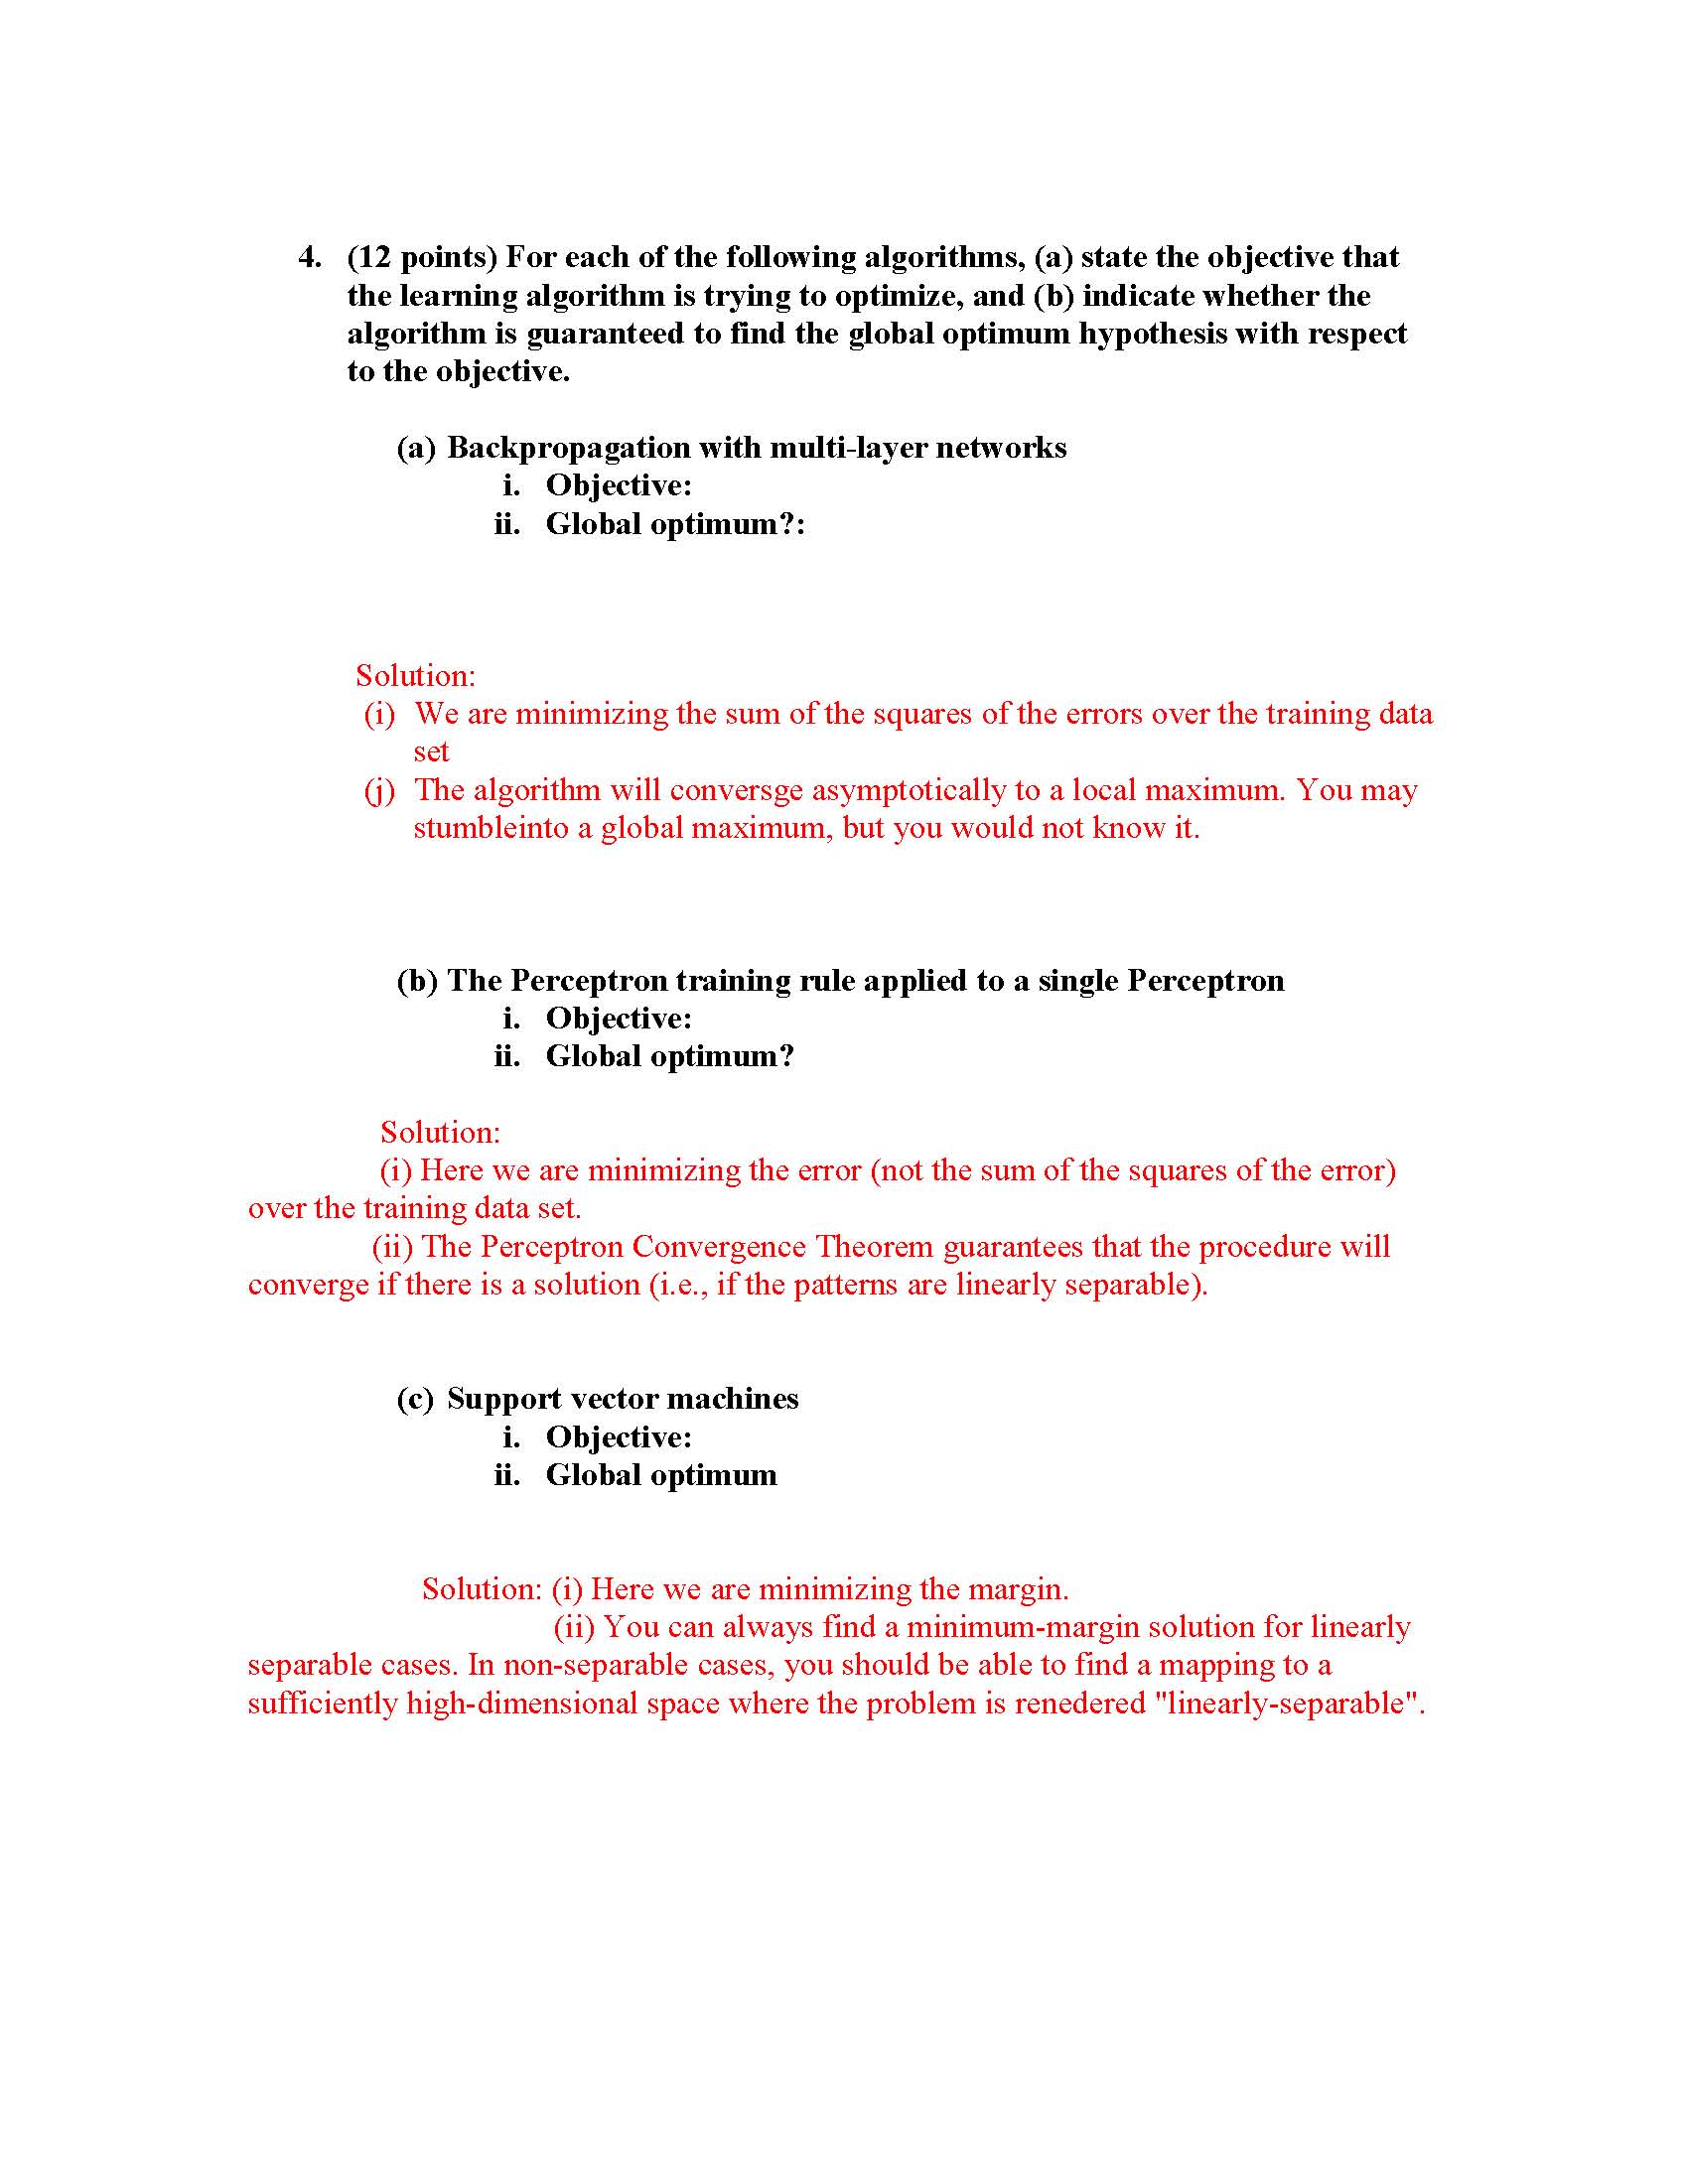 4. (12 points) For each of the following algorithms, (a) state the objective that
the learning algorithm is trying to optimize, and (b) indicate whether the
algorithm is guaranteed to find the global optimum hypothesis with respect
to the objective.
(a) Backpropagation with multi-layer networks
i. Objective:
ii. Global optimum?:
Solution:
(i) We are minimizing the sum of the squares of the errors over the training data
set
(j) The algorithm will conversge asymptotically to a local maximum. You may
stumbleinto a global maximum, but you would not know it.
(b) The Perceptron training rule applied to a single Perceptron
i. Objective:
ii. Global optimum?
Solution:
(i) Here we are minimizing the error (not the sum of the squares of the error)
over the training data set.
(ii) The Perceptron Convergence Theorem guarantees that the procedure will
converge if there is a solution (i.e., if the patterns are linearly separable).
(c) Support vector machines
i. Objective:
ii. Global optimum
Solution: (i) Here we are minimizing the margin.
(ii) You can always find a minimum-margin solution for linearly
separable cases. In non-separable cases, you should be able to find a mapping to a
sufficiently high-dimensional space where the problem is renedered "linearly-separable".